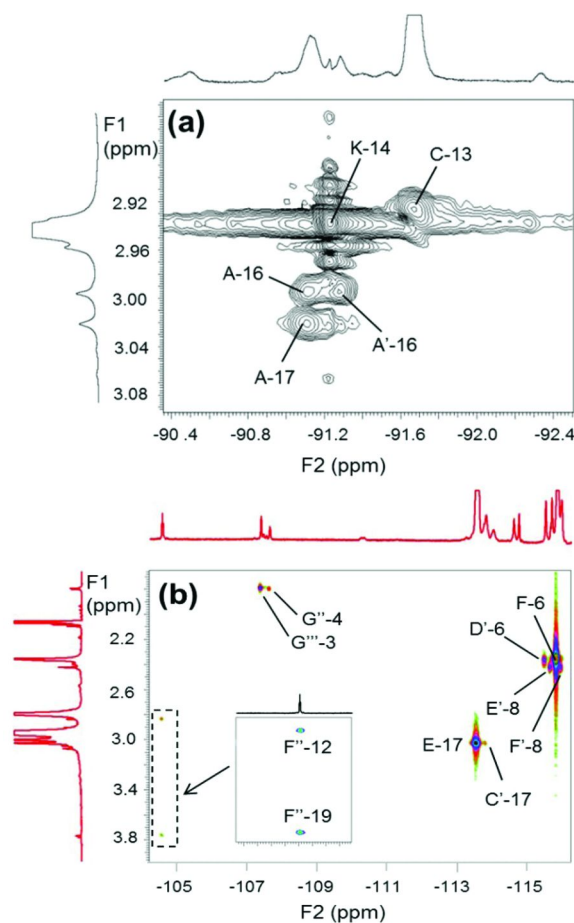 (a)
F1
(ppm)
K-14
C-13
2.92
2.96
A-16
3.00
A'-16
3.04
A-17
3.08
-90.4 -90.8 -91.2 -91.6 -92.0 -92.4
F2 (ppm)
F1
(ppm)
(b)
G''-4
F-6
2.2
D'-6
G'''-3
2.6
E'-8
F'-8
3.0
F''-12
E-17
C'-17
3.4
F''-19
3.8
-105 -107 -109 -111 -113 -115
F2 (ppm)